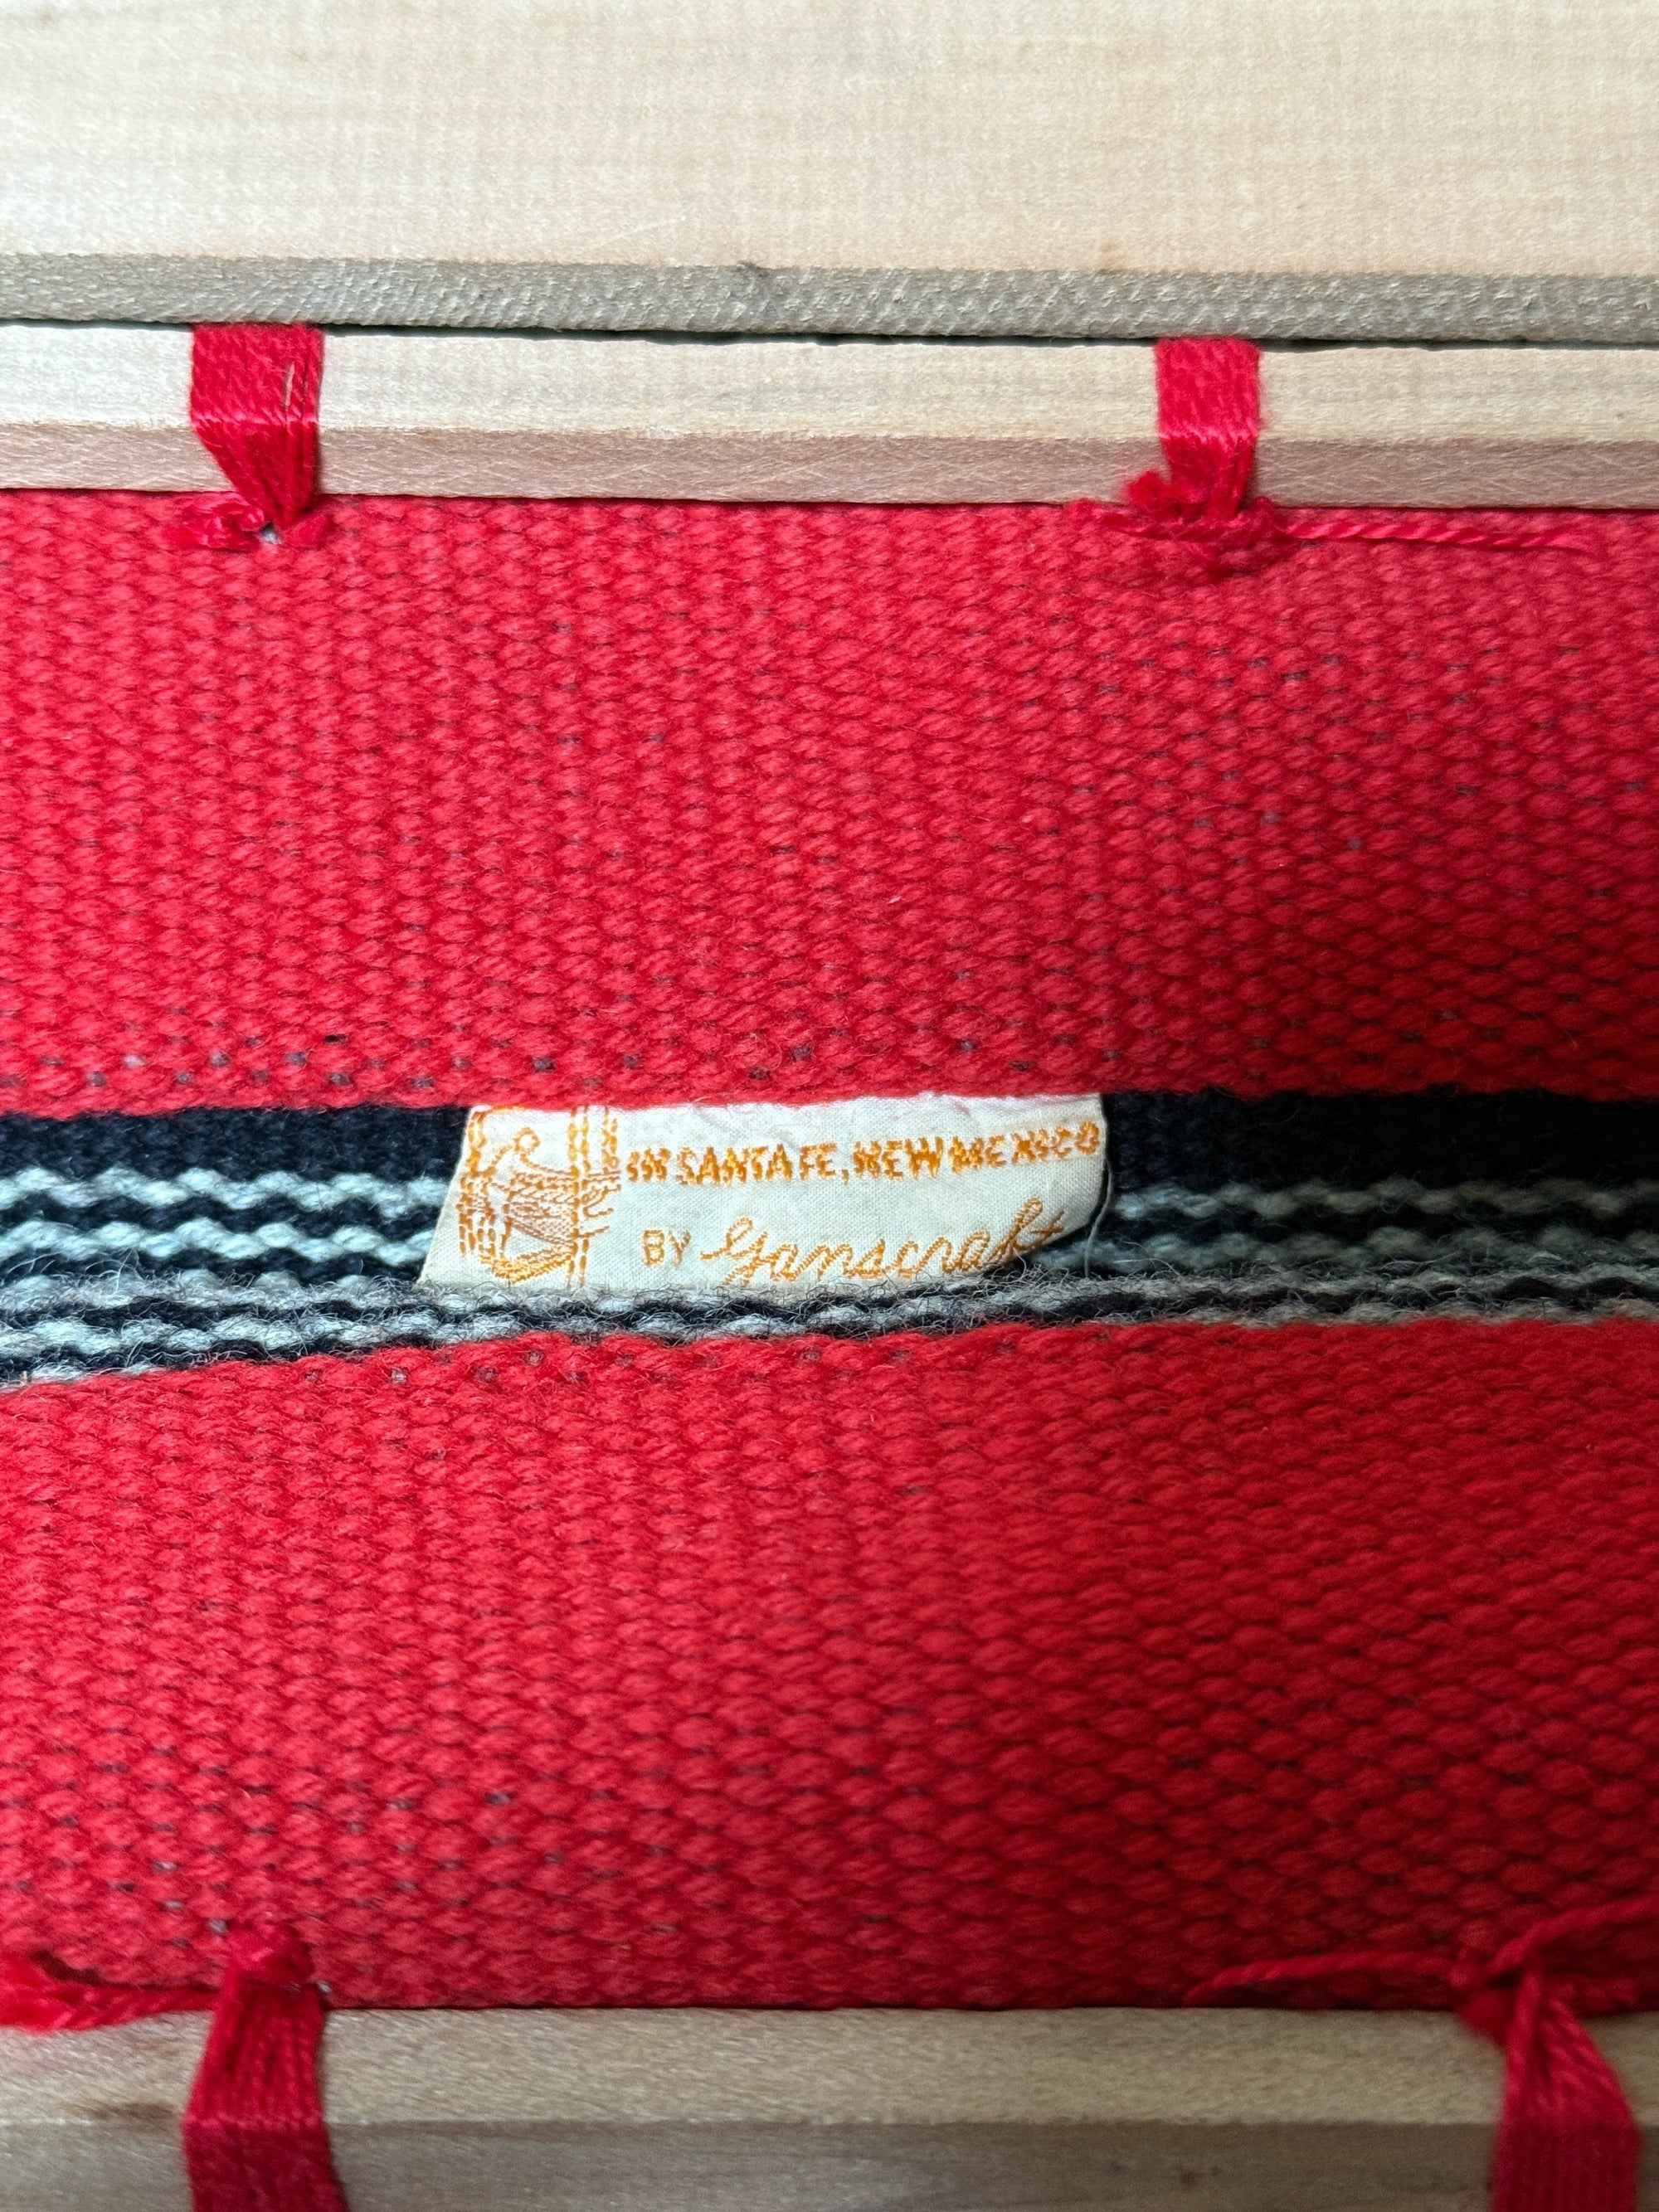 IN SANTA FE, NEW MEXICO
BY Ganscraft